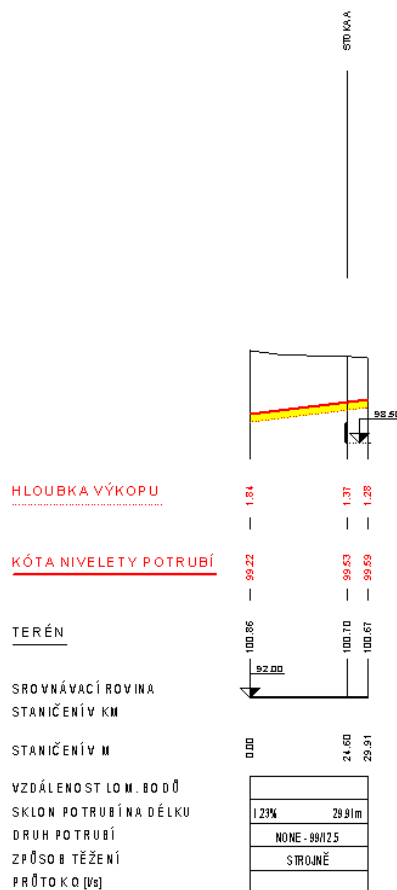 STOKA A
98.50
HLOUBKA VÝKOPU 1.84 1.37 1.28
KÓTA NIVELETY POTRUBÍ 99.22 99.53 99.59
TERÉN 100.86 100.70 100.67
92.00
SROVNÁVACÍ ROVINA
STANIČENÍ V KM
STANIČENÍ V M 0.00 24.60 29.91
VZDÁLENOST LOM. BODŮ
SKLON POTRUBÍ NA DÉLKU 1.23% 29.91m
DRUH POTRUBÍ NONE - 99/12.5
ZPŮSOB TĚŽENÍ STROJNĚ
PRŮTOK Q [l/s]